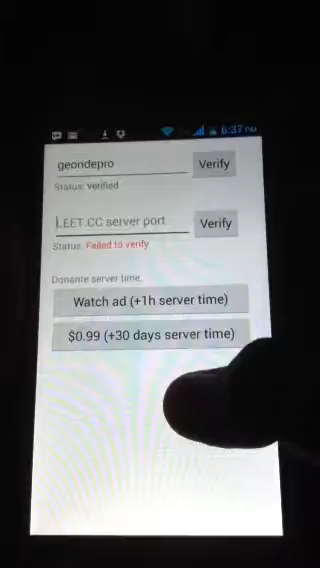 6:37 PM
geondepro
Verify
Status: verified
LEET.CC server port
Verify
Status: Failed to verify
Donante server time:
Watch ad (+1h server time)
$0.99 (+30 days server time)